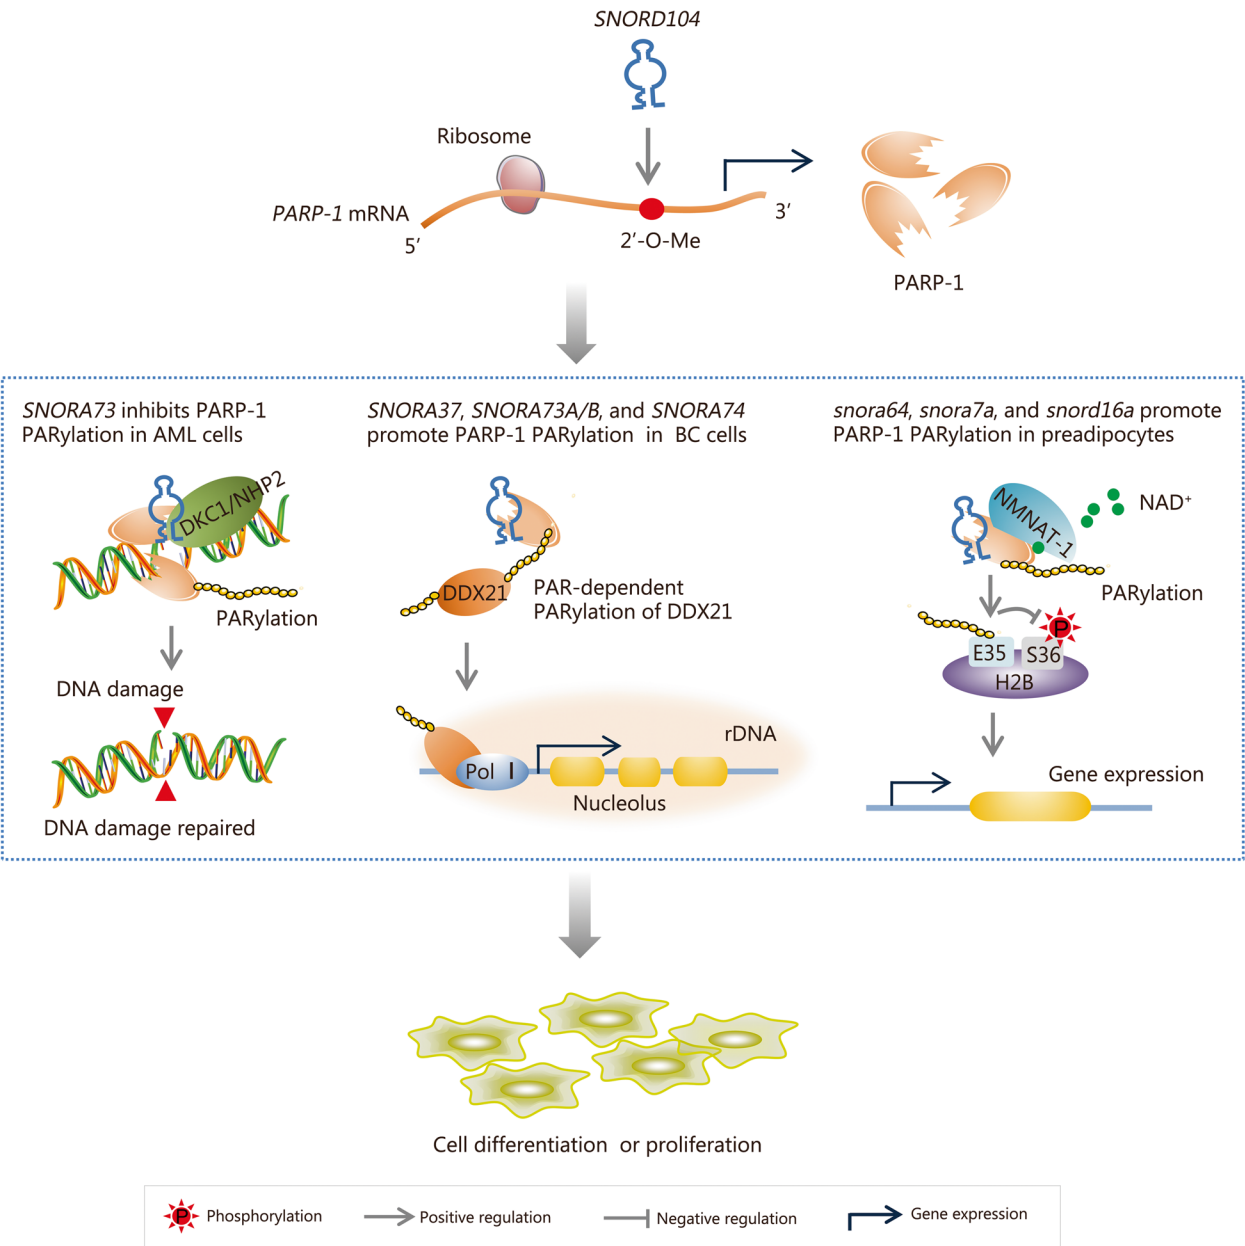 SNORD104
Ribosome
PARP-1 mRNA
5′
3′
2′-O-Me
PARP-1
SNORA73 inhibits PARP-1
PARylation in AML cells
DKC1/NHP2
PARylation
DNA damage
DNA damage repaired
SNORA37, SNORA73A/B, and SNORA74
promote PARP-1 PARylation in BC cells
DDX21
PAR-dependent
PARylation of DDX21
rDNA
Pol I
Nucleolus
snora64, snora7a, and snord16a promote
PARP-1 PARylation in preadipocytes
NMNAT-1
NAD+
PARylation
P
E35
S36
H2B
Gene expression
Cell differentiation or proliferation
P
Phosphorylation
Positive regulation
Negative regulation
Gene expression